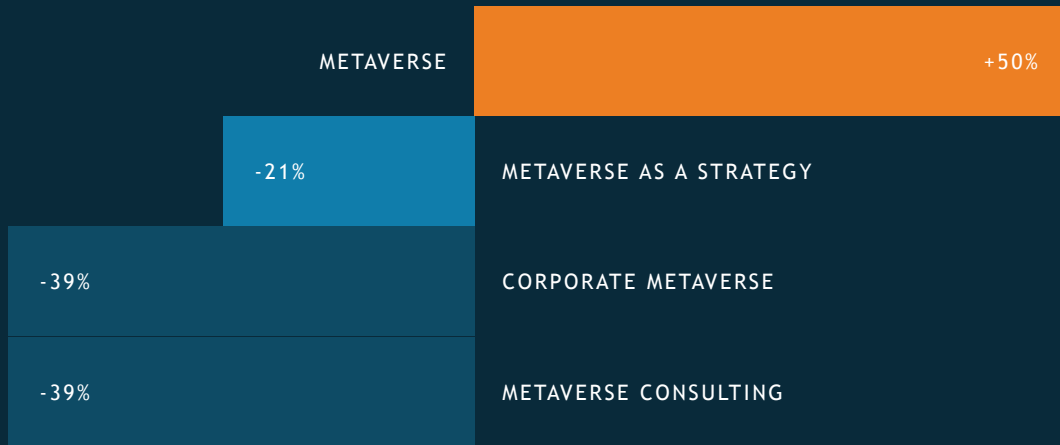 METAVERSE +50%
-21% METAVERSE AS A STRATEGY
-39% CORPORATE METAVERSE
-39% METAVERSE CONSULTING